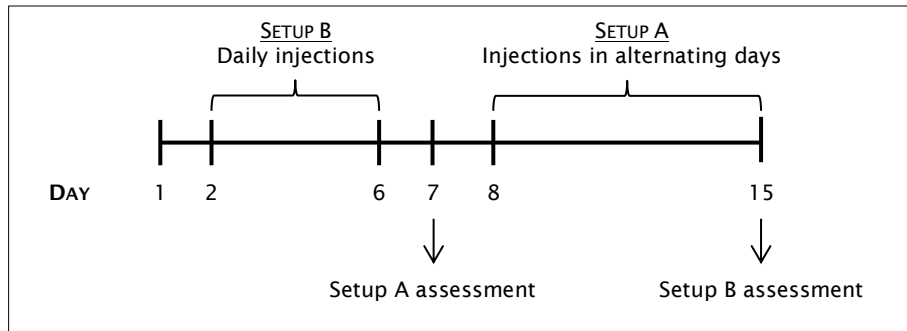 SETUP B
Daily injections
SETUP A
Injections in alternating days
DAY 1 2 6 7 8 15
Setup A assessment
Setup B assessment